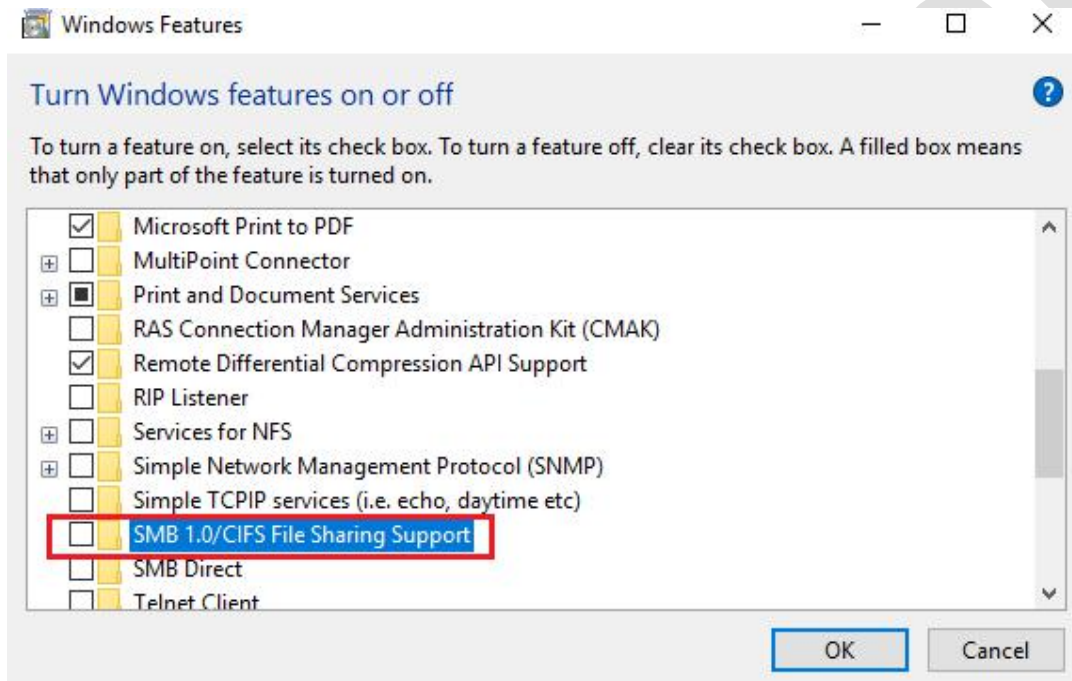 Windows Features
Turn Windows features on or off
?
To turn a feature on, select its check box. To turn a feature off, clear its check box. A filled box means
that only part of the feature is turned on.
Microsoft Print to PDF
MultiPoint Connector
Print and Document Services
RAS Connection Manager Administration Kit (CMAK)
Remote Differential Compression API Support
RIP Listener
Services for NFS
Simple Network Management Protocol (SNMP)
Simple TCPIP services (i.e. echo, daytime etc)
SMB 1.0/CIFS File Sharing Support
SMB Direct
Telnet Client
OK Cancel